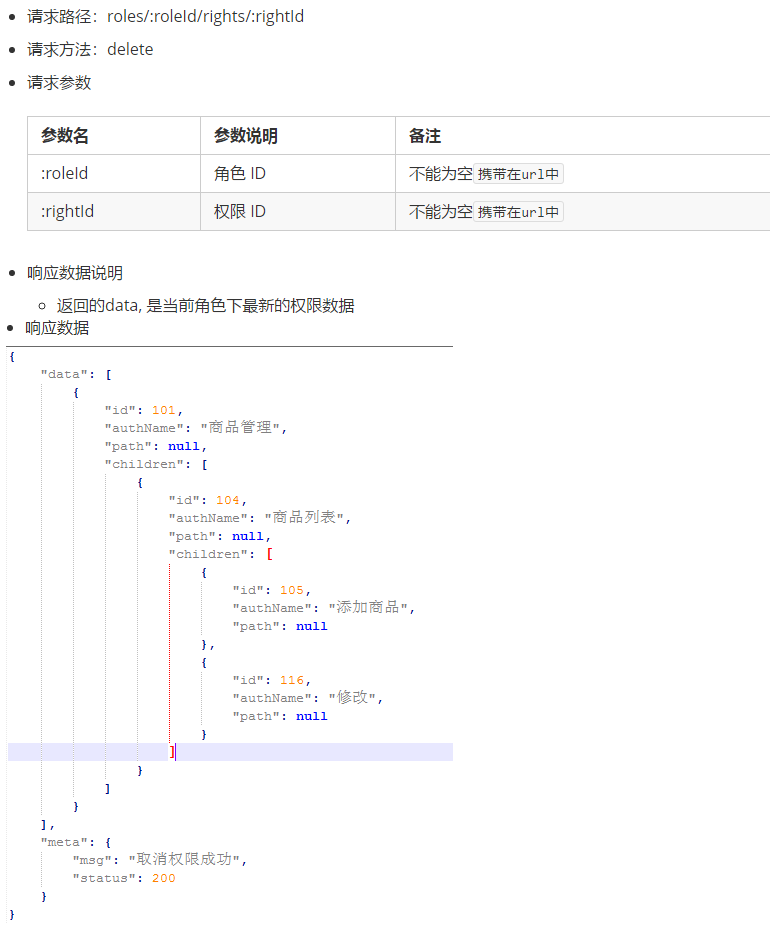 请求路径：roles/:roleId/rights/:rightId
请求方法：delete
请求参数
参数名 参数说明 备注
:roleId 角色 ID 不能为空携带在url中
:rightId 权限 ID 不能为空携带在url中
响应数据说明
返回的data, 是当前角色下最新的权限数据
响应数据
{
"data": [
{
"id": 101,
"authName": "商品管理",
"path": null,
"children": [
{
"id": 104,
"authName": "商品列表",
"path": null,
"children": [
{
"id": 105,
"authName": "添加商品",
"path": null
},
{
"id": 116,
"authName": "修改",
"path": null
}
]
}
]
}
],
"meta": {
"msg": "取消权限成功",
"status": 200
}
}